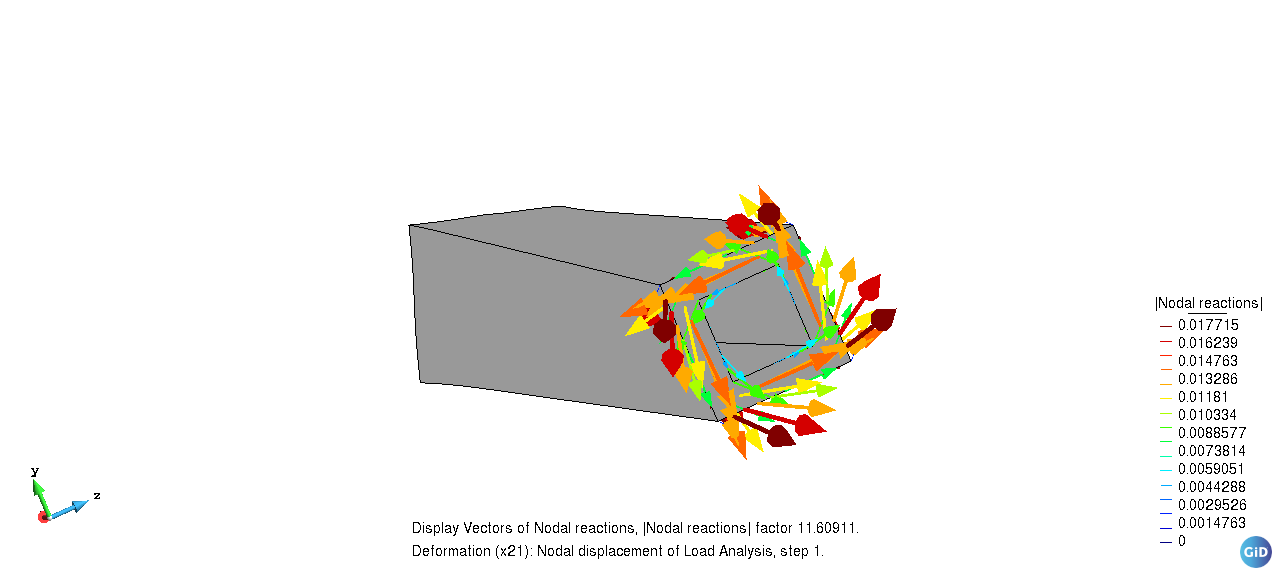 |Nodal reactions|
0.017715
0.016239
0.014763
0.013286
0.01181
0.010334
0.0088577
0.0073814
0.0059051
0.0044288
0.0029526
0.0014763
0
y
z
Display Vectors of Nodal reactions, |Nodal reactions| factor 11.60911.
Deformation (x21): Nodal displacement of Load Analysis, step 1.
GiD